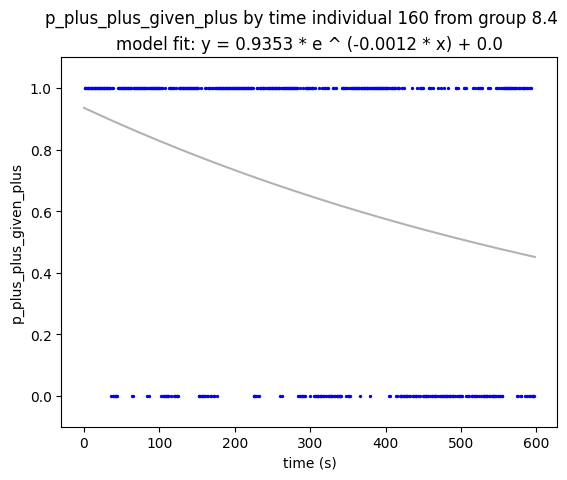 p_plus_plus_given_plus by time individual 160 from group 8.4
model fit: y = 0.9353 * e ^ (-0.0012 * x) + 0.0
1.0
0.8
0.6
0.4
0.2
0.0
p_plus_plus_given_plus
0 100 200 300 400 500 600
time (s)